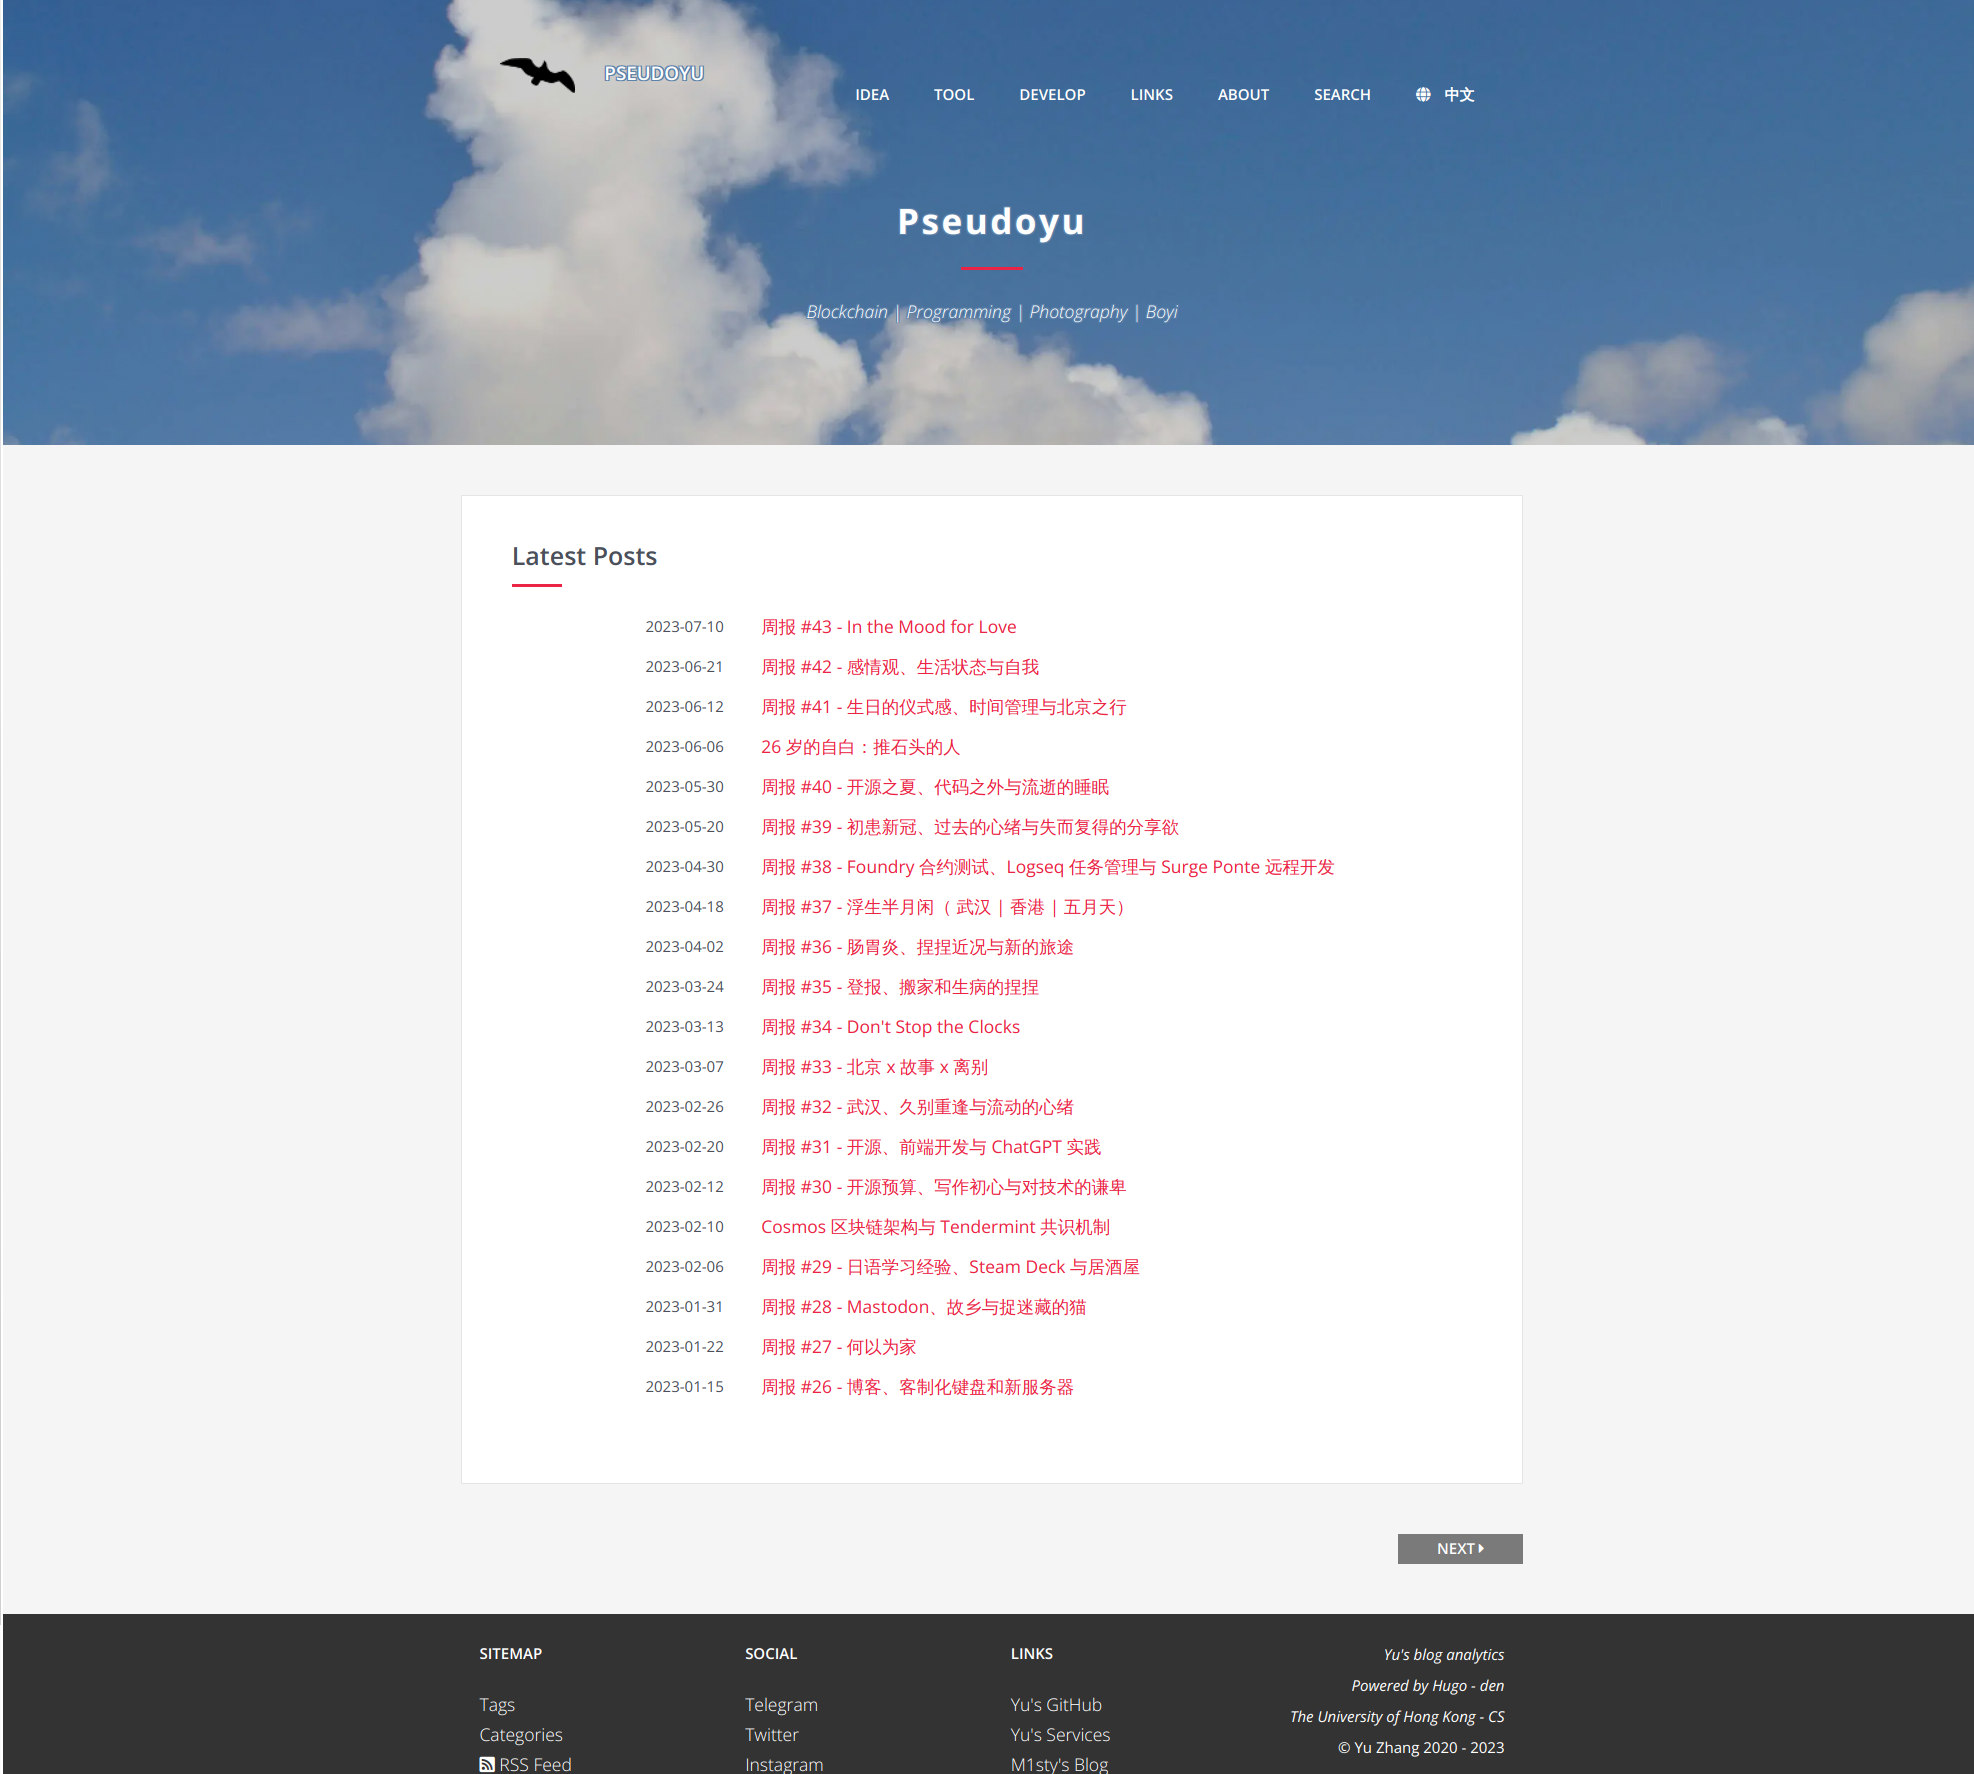 PSEUDOYU
IDEA TOOL DEVELOP LINKS ABOUT SEARCH 中文
Pseudoyu
Blockchain | Programming | Photography | Boyi
Latest Posts
2023-07-10 周报 #43 - In the Mood for Love
2023-06-21 周报 #42 - 感情观、生活状态与自我
2023-06-12 周报 #41 - 生日的仪式感、时间管理与北京之行
2023-06-06 26 岁的自白：推石头的人
2023-05-30 周报 #40 - 开源之夏、代码之外与流逝的睡眠
2023-05-20 周报 #39 - 初患新冠、过去的心绪与失而复得的分享欲
2023-04-30 周报 #38 - Foundry 合约测试、Logseq 任务管理与 Surge Ponte 远程开发
2023-04-18 周报 #37 - 浮生半月闲（ 武汉 | 香港 | 五月天）
2023-04-02 周报 #36 - 肠胃炎、捏捏近况与新的旅途
2023-03-24 周报 #35 - 登报、搬家和生病的捏捏
2023-03-13 周报 #34 - Don't Stop the Clocks
2023-03-07 周报 #33 - 北京 x 故事 x 离别
2023-02-26 周报 #32 - 武汉、久别重逢与流动的心绪
2023-02-20 周报 #31 - 开源、前端开发与 ChatGPT 实践
2023-02-12 周报 #30 - 开源预算、写作初心与对技术的谦卑
2023-02-10 Cosmos 区块链架构与 Tendermint 共识机制
2023-02-06 周报 #29 - 日语学习经验、Steam Deck 与居酒屋
2023-01-31 周报 #28 - Mastodon、故乡与捉迷藏的猫
2023-01-22 周报 #27 - 何以为家
2023-01-15 周报 #26 - 博客、客制化键盘和新服务器
NEXT
SITEMAP
Tags
Categories
RSS Feed
SOCIAL
Telegram
Twitter
Instagram
LINKS
Yu's GitHub
Yu's Services
M1sty's Blog
Yu's blog analytics
Powered by Hugo - den
The University of Hong Kong - CS
© Yu Zhang 2020 - 2023